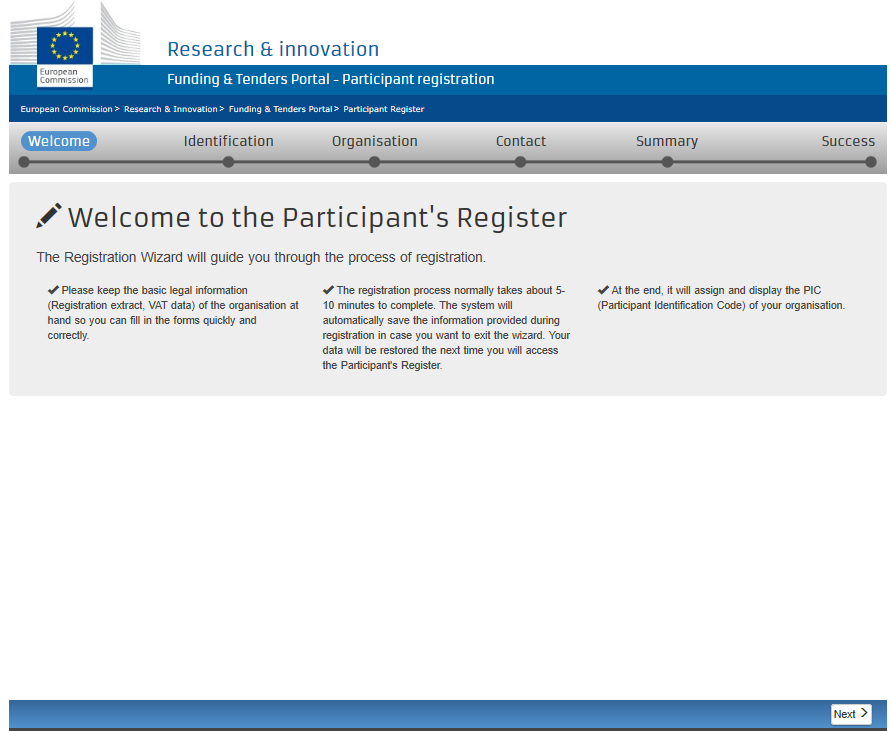 Research & innovation
European
Commission
Funding & Tenders Portal - Participant registration
European Commission > Research & Innovation > Funding & Tenders Portal > Participant Register
Welcome Identification Organisation Contact Summary Success
Welcome to the Participant's Register
The Registration Wizard will guide you through the process of registration.
Please keep the basic legal information
(Registration extract, VAT data) of the organisation at
hand so you can fill in the forms quickly and
correctly.
The registration process normally takes about 5-
10 minutes to complete. The system will
automatically save the information provided during
registration in case you want to exit the wizard. Your
data will be restored the next time you will access
the Participant's Register.
At the end, it will assign and display the PIC
(Participant Identification Code) of your organisation.
Next >